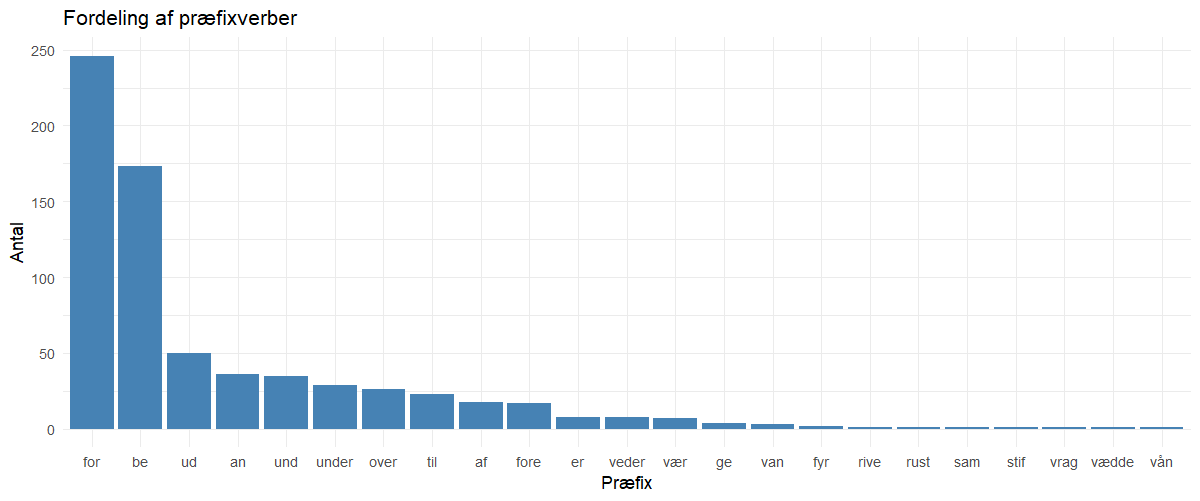 Fordeling af præfixverber
250
200
150
100
50
0
Antal
for be ud an und under over til af fore er veder vær ge van fyr rive rust sam stif vrag vædde vån
Præfix